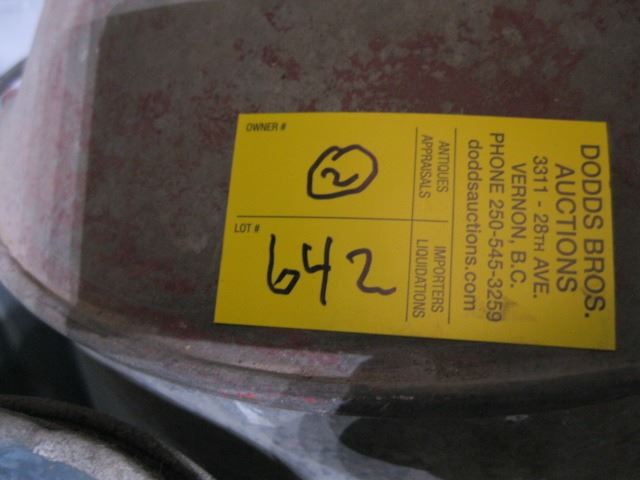 DODDS BROS.
AUCTIONS
3311 - 28TH AVE.
VERNON, B.C.
PHONE 250-545-3259
doddsauctions.com
ANTIQUES
APPRAISALS
IMPORTERS
LIQUIDATIONS
OWNER #
2
LOT #
642